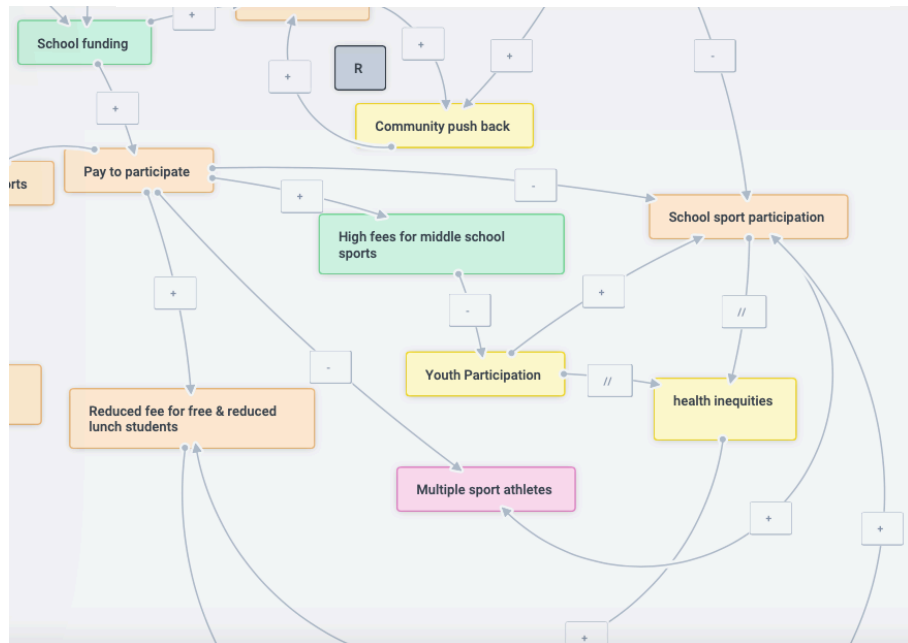 +
School funding
+
-
R
+
+
+
Community push back
orts
Pay to participate
-
+
School sport participation
High fees for middle school
sports
+
+
-
//
Youth Participation
//
-
health inequities
Reduced fee for free & reduced
lunch students
Multiple sport athletes
+
+
+